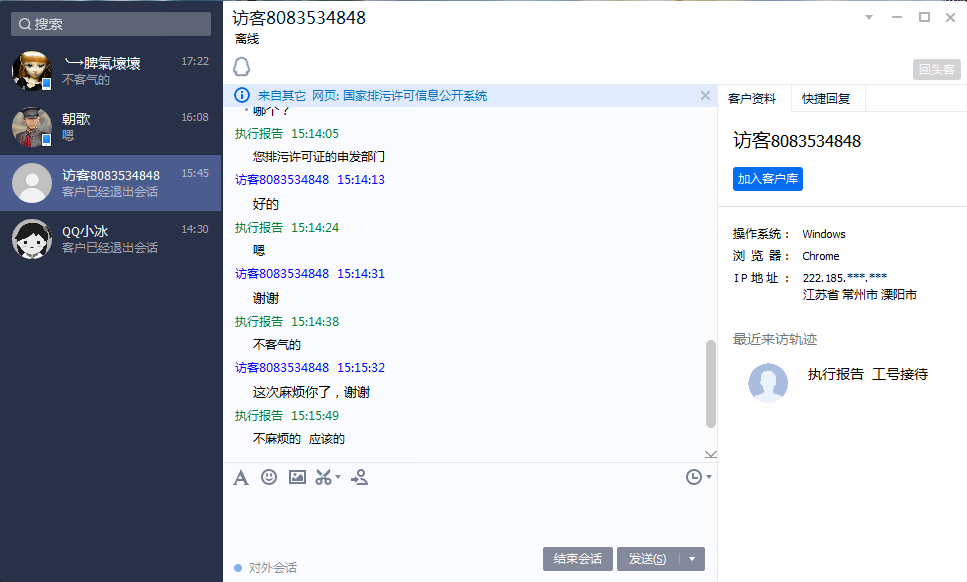 搜索
╰→脾氣壞壞
17:22
不客气的
朝歌
16:08
嗯
访客8083534848
15:45
客户已经退出会话
QQ小冰
14:30
客户已经退出会话
访客8083534848
离线
回头客
来自其它 网页: 国家排污许可信息公开系统
哪个？
执行报告 15:14:05
您排污许可证的申发部门
访客8083534848 15:14:13
好的
执行报告 15:14:24
嗯
访客8083534848 15:14:31
谢谢
执行报告 15:14:38
不客气的
访客8083534848 15:15:32
这次麻烦你了，谢谢
执行报告 15:15:49
不麻烦的 应该的
对外会话
结束会话
发送(S)
客户资料
快捷回复
访客8083534848
加入客户库
操作系统： Windows
浏 览 器： Chrome
I P 地 址： 222.185.***.***
江苏省 常州市 溧阳市
最近来访轨迹
执行报告 工号接待